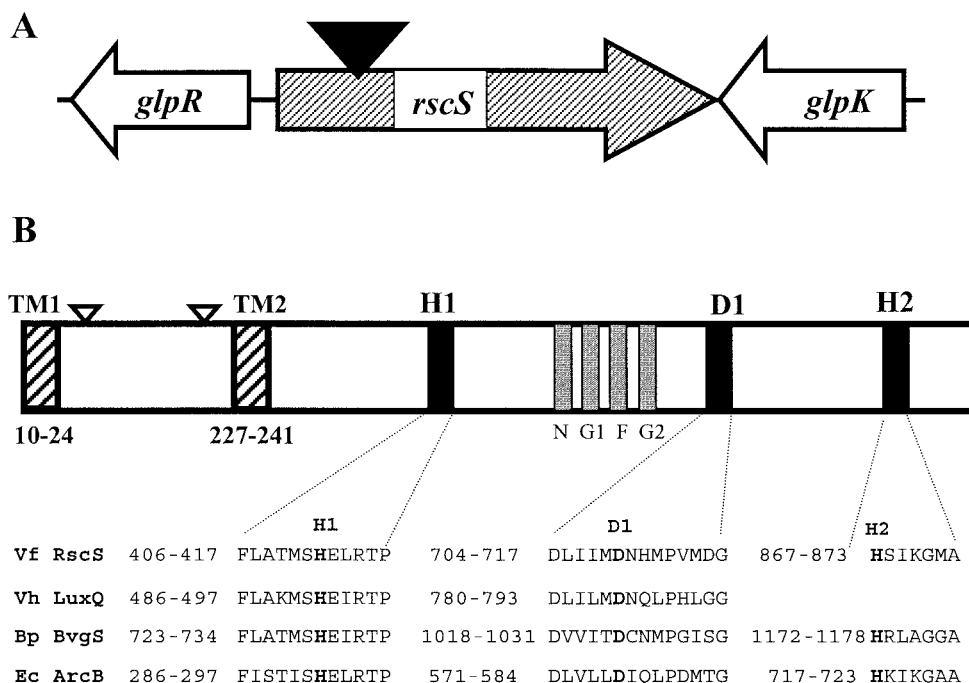 A
glpR rscS glpK
B
TM1 TM2 H1 D1 H2
10-24 227-241 N G1 F G2
H1 D1 H2
Vf RscS 406-417 FLATMSHELRTP 704-717 DLIIMDNHMPVMDG 867-873 HSIKGMA
Vh LuxQ 486-497 FLAKMSHEIRTP 780-793 DLILMDNQLPHLGG
Bp BvgS 723-734 FLATMSHEIRTP 1018-1031 DVVITDCNMPGISG 1172-1178 HRLAGGA
Ec ArcB 286-297 FISTISHELRTP 571-584 DLVLLDIQLPDMTG 717-723 HKIKGAA